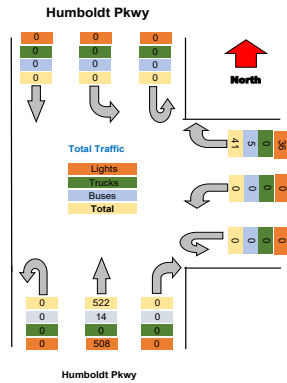 Humboldt Pkwy
0 0 0
0 0 0
0 0 0
0 0 0
North
Total Traffic
Lights
Trucks
Buses
Total
41 5 0 36
0 0 0 0
0 0 0 0
0 522 0
0 14 0
0 0 0
0 508 0
Humboldt Pkwy